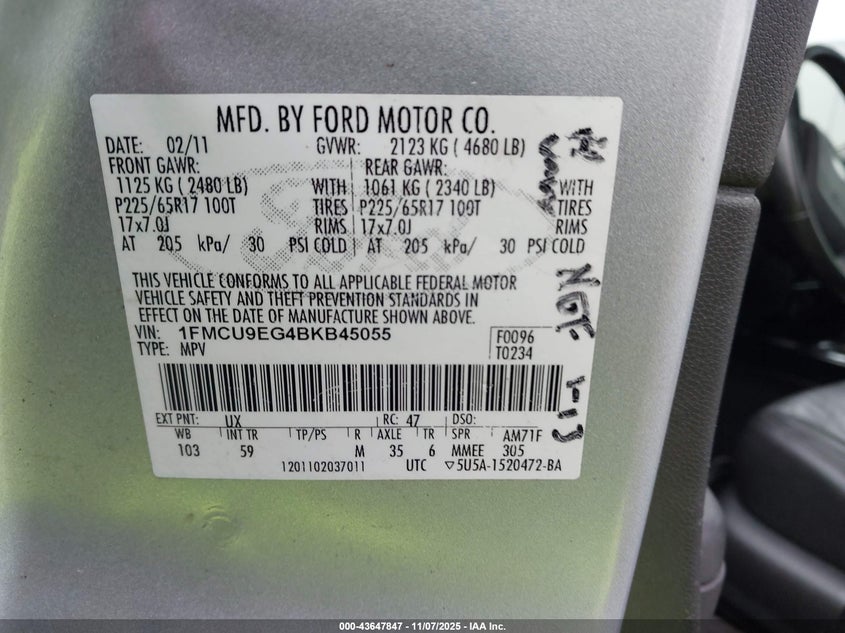 MFD. BY FORD MOTOR CO.
DATE: 02/11 GVWR: 2123 KG ( 4680 LB)
FRONT GAWR: REAR GAWR:
1125 KG ( 2480 LB) WITH 1061 KG ( 2340 LB) WITH
P225/65R17 100T TIRES P225/65R17 100T TIRES
17x7.0J RIMS 17x7.0J RIMS
AT 205 kPa/ 30 PSI COLD AT 205 kPa/ 30 PSI COLD
THIS VEHICLE CONFORMS TO ALL APPLICABLE FEDERAL MOTOR
VEHICLE SAFETY AND THEFT PREVENTION STANDARDS IN
EFFECT ON THE DATE OF MANUFACTURE SHOWN ABOVE.
VIN: 1FMCU9EG4BKB45055 F0096
TYPE: MPV T0234
EXT PNT: UX RC: 47 DSO:
WB INT TR TP/PS R AXLE TR SPR AM71F
103 59 M 35 6 MMEE 305
1201102037011 UTC ▽5U5A-1520472-BA
000-43647847 - 11/07/2025 - IAA Inc.